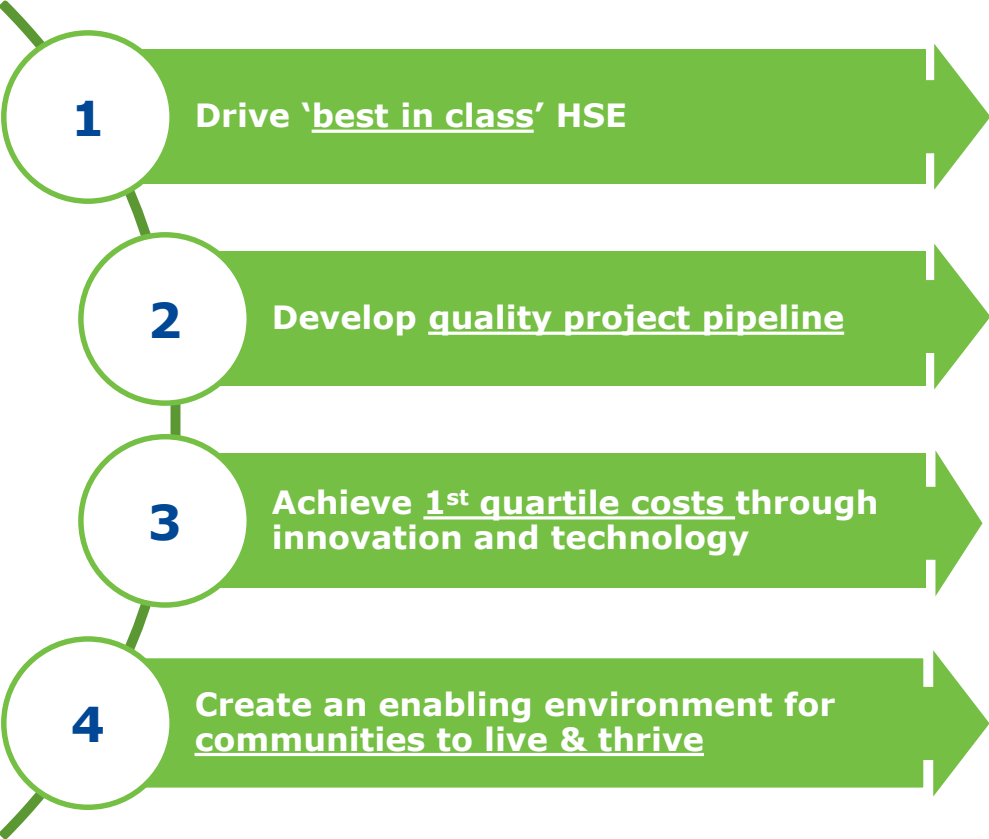 1
Drive ‘best in class’ HSE
2
Develop quality project pipeline
3
Achieve 1st quartile costs through
innovation and technology
4
Create an enabling environment for
communities to live & thrive